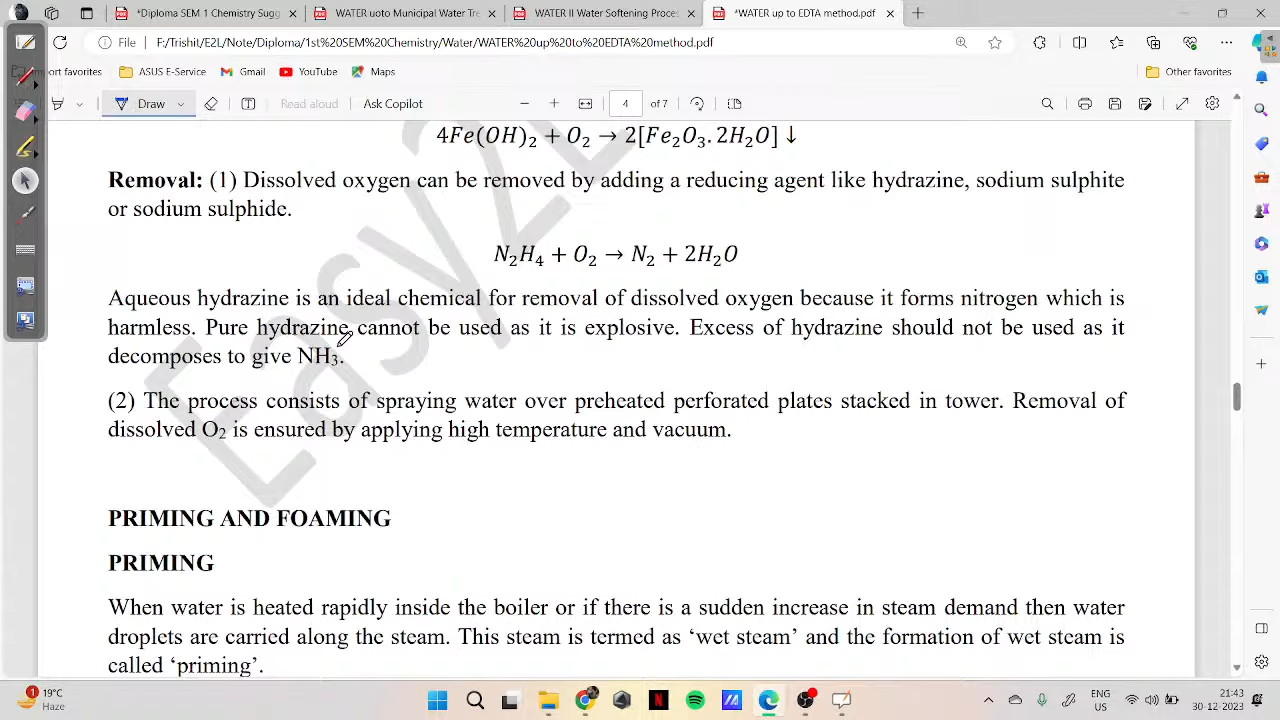 *Diploma SEM 1 Chemistry Sugg
WATER uoto Municipal Water Tre
WATER II Water Softening Proces
*WATER up to EDTA method.pdf
File
F:/Trishit/E2L/Note/Diploma/1st%20SEM%20Chemistry/Water/WATER%20up%20to%20EDTA%20method.pdf
Import favorites
ASUS E-Service
Gmail
YouTube
Maps
Other favorites
Draw
Read aloud
Ask Copilot
4
of 7
4Fe(OH)₂ + O₂ → 2[Fe₂O₃.2H₂O] ↓
Removal: (1) Dissolved oxygen can be removed by adding a reducing agent like hydrazine, sodium sulphite
or sodium sulphide.
N₂H₄ + O₂ → N₂ + 2H₂O
Aqueous hydrazine is an ideal chemical for removal of dissolved oxygen because it forms nitrogen which is
harmless. Pure hydrazine cannot be used as it is explosive. Excess of hydrazine should not be used as it
decomposes to give NH₃.
(2) The process consists of spraying water over preheated perforated plates stacked in tower. Removal of
dissolved O₂ is ensured by applying high temperature and vacuum.
PRIMING AND FOAMING
PRIMING
When water is heated rapidly inside the boiler or if there is a sudden increase in steam demand then water
droplets are carried along the steam. This steam is termed as ‘wet steam’ and the formation of wet steam is
called ‘priming’.
Easy2
1
19°C
Haze
ENG
US
21:43
30-12-2023